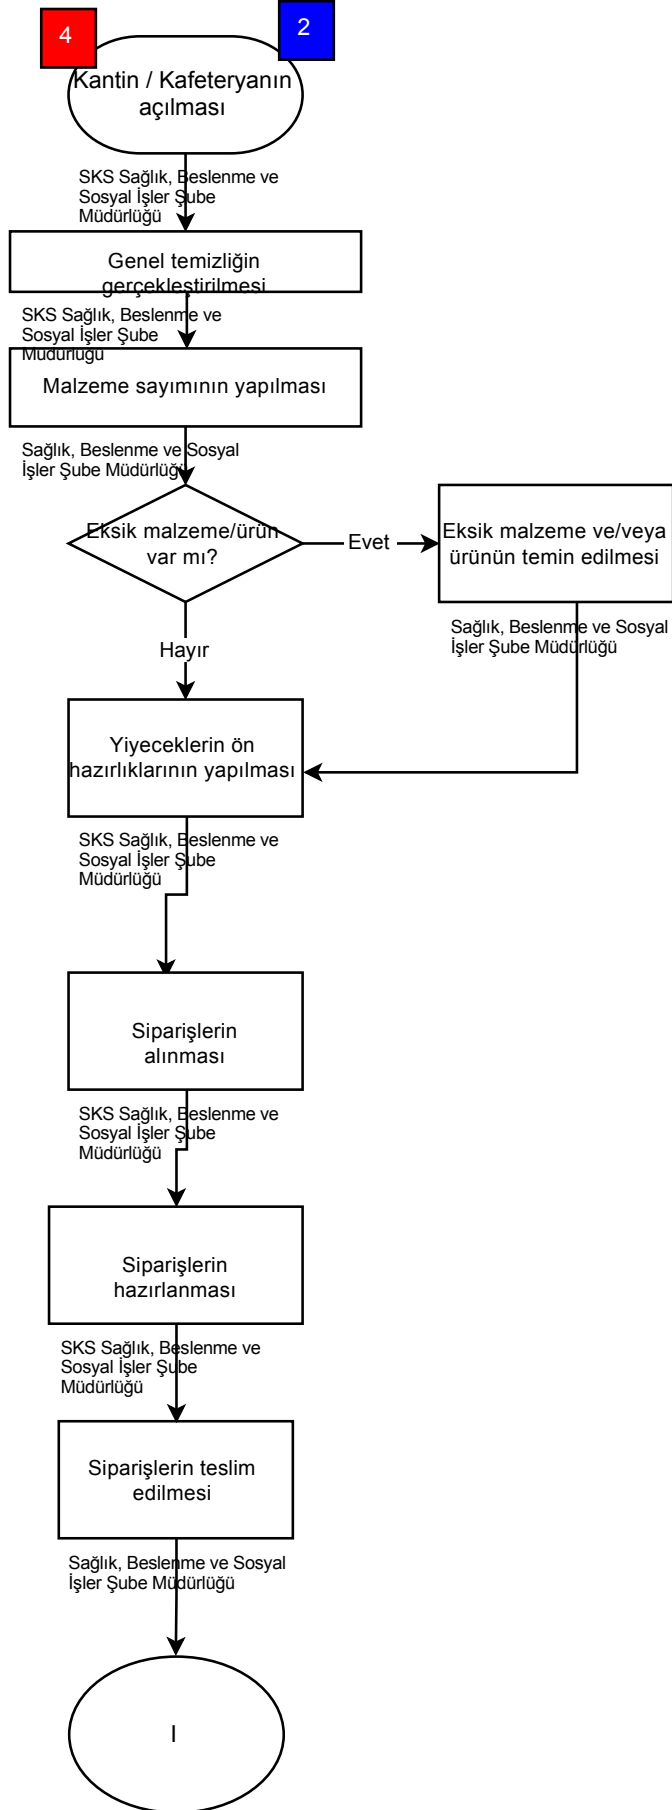 4
2
Kantin / Kafeteryanın
açılması
SKS Sağlık, Beslenme ve
Sosyal İşler Şube
Müdürlüğü
Genel temizliğin
gerçekleştirilmesi
SKS Sağlık, Beslenme ve
Sosyal İşler Şube
Müdürlüğü
Malzeme sayımının yapılması
Sağlık, Beslenme ve Sosyal
İşler Şube Müdürlüğü
Eksik malzeme/ürün
var mı?
Evet
Eksik malzeme ve/veya
ürünün temin edilmesi
Sağlık, Beslenme ve Sosyal
İşler Şube Müdürlüğü
Hayır
Yiyeceklerin ön
hazırlıklarının yapılması
SKS Sağlık, Beslenme ve
Sosyal İşler Şube
Müdürlüğü
Siparişlerin
alınması
SKS Sağlık, Beslenme ve
Sosyal İşler Şube
Müdürlüğü
Siparişlerin
hazırlanması
SKS Sağlık, Beslenme ve
Sosyal İşler Şube
Müdürlüğü
Siparişlerin teslim
edilmesi
Sağlık, Beslenme ve Sosyal
İşler Şube Müdürlüğü
I